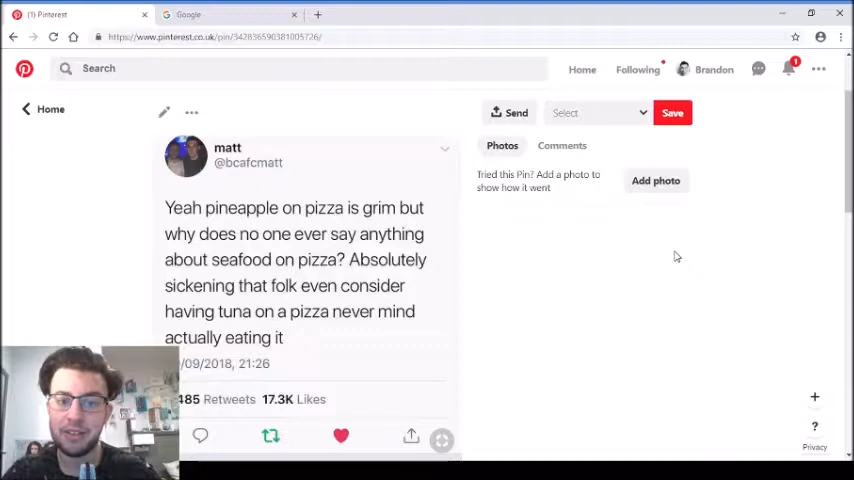 (1) Pinterest
Google
https://www.pinterest.co.uk/pin/342836590381005726/
Search
Home
Following
Brandon
1
Home
Send
Select
Save
matt
@bcafcmatt
Photos
Comments
Tried this Pin? Add a photo to
show how it went
Add photo
Yeah pineapple on pizza is grim but
why does no one ever say anything
about seafood on pizza? Absolutely
sickening that folk even consider
having tuna on a pizza never mind
actually eating it
/09/2018, 21:26
485 Retweets 17.3K Likes
?
Privacy